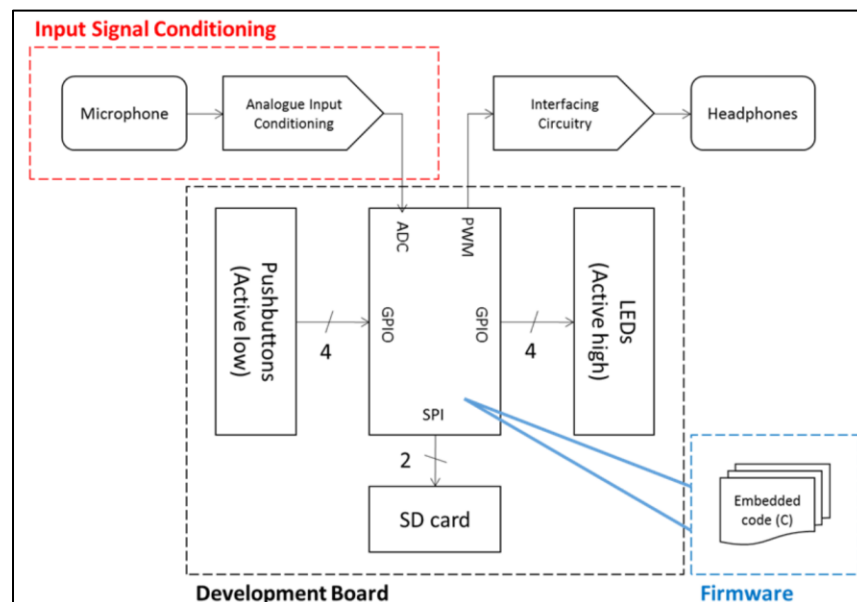 Input Signal Conditioning
Microphone
Analogue Input
Conditioning
Interfacing
Circuitry
Headphones
ADC
PWM
Pushbuttons
(Active low)
4
GPIO
GPIO
4
LEDs
(Active high)
SPI
2
SD card
Embedded
code (C)
Development Board
Firmware